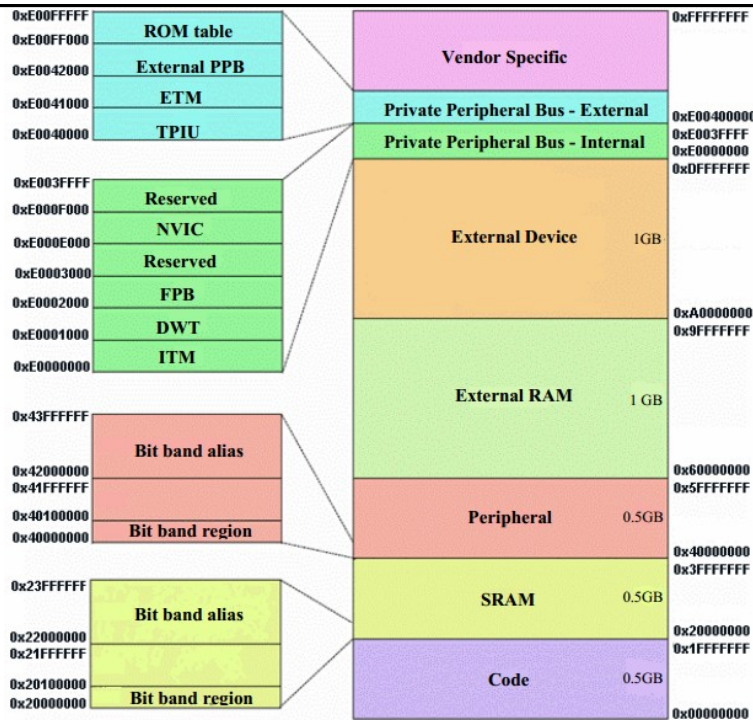 0xE00FFFFF
ROM table
0xE00FF000
External PPB
0xE0042000
ETM
0xE0041000
TPIU
0xE0040000
0xE003FFFF
Reserved
0xE000F000
NVIC
0xE000E000
Reserved
0xE0003000
FPB
0xE0002000
DWT
0xE0001000
ITM
0xE0000000
0x43FFFFFF
Bit band alias
0x42000000
0x41FFFFFF
0x40100000
Bit band region
0x40000000
0x23FFFFFF
Bit band alias
0x22000000
0x21FFFFFF
0x20100000
Bit band region
0x20000000
0xFFFFFFFF
Vendor Specific
Private Peripheral Bus - External
0xE0040000
0xE003FFFF
Private Peripheral Bus - Internal
0xE0000000
0xDFFFFFFF
External Device 1GB
0xA0000000
0x9FFFFFFF
External RAM 1 GB
0x60000000
0x5FFFFFFF
Peripheral 0.5GB
0x40000000
0x3FFFFFFF
SRAM 0.5GB
0x20000000
0x1FFFFFFF
Code 0.5GB
0x00000000